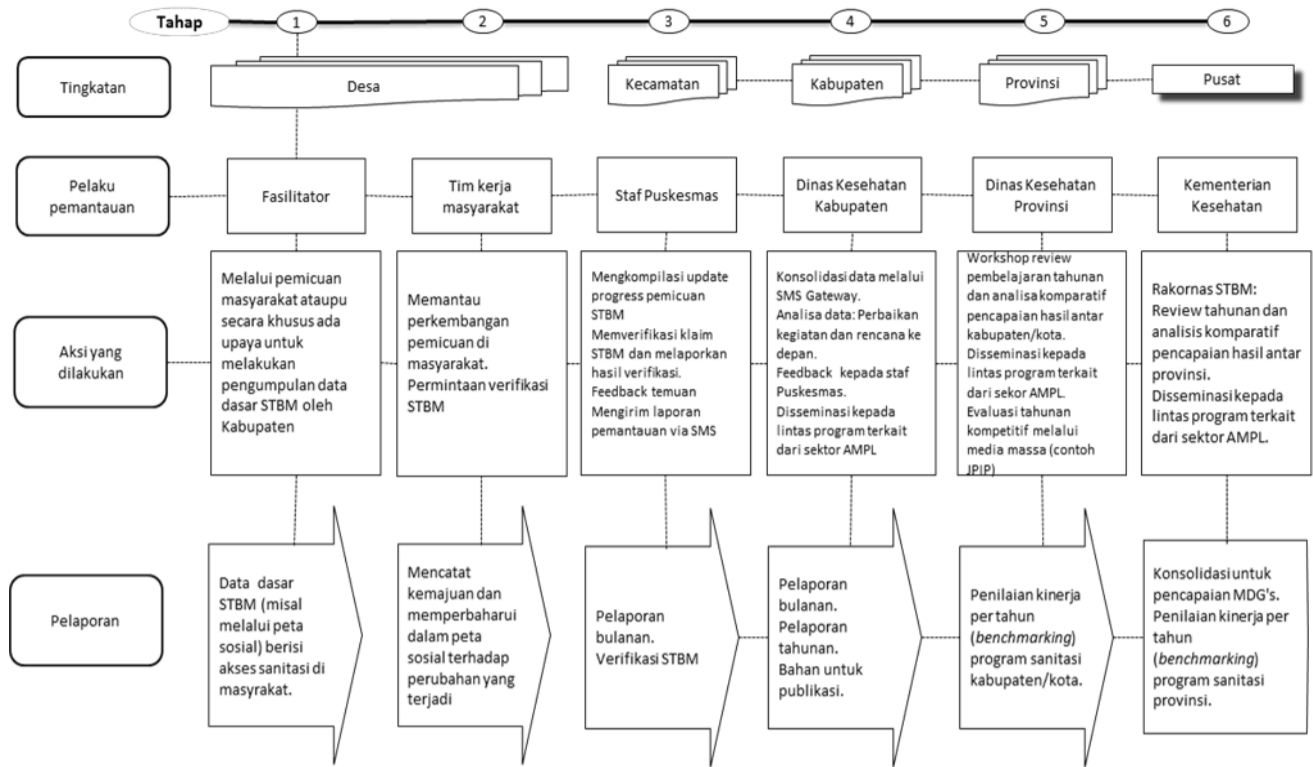 Tahap
1
2
3
4
5
6
Tingkatan
Desa
Kecamatan
Kabupaten
Provinsi
Pusat
Pelaku
pemantauan
Fasilitator
Tim kerja
masyarakat
Staf Puskesmas
Dinas Kesehatan
Kabupaten
Dinas Kesehatan
Provinsi
Kementerian
Kesehatan
Aksi yang
dilakukan
Melalui pemicuan
masyarakat ataupu
secara khusus ada
upaya untuk
melakukan
pengumpulan data
dasar STBM oleh
Kabupaten
Memantau
perkembangan
pemicuan di
masyarakat.
Permintaan verifikasi
STBM
Mengkompilasi update
progress pemicuan
STBM
Memverifikasi klaim
STBM dan melaporkan
hasil verifikasi.
Feedback temuan
Mengirim laporan
pemantauan via SMS
Konsolidasi data melalui
SMS Gateway.
Analisa data: Perbaikan
kegiatan dan rencana ke
depan.
Feedback kepada staf
Puskesmas.
Disseminasi kepada
lintas program terkait
dari sektor AMPL
Workshop review
pembelajaran tahunan
dan analisa komparatif
pencapaian hasil antar
kabupaten/kota.
Disseminasi kepada
lintas program terkait
dari sekor AMPL.
Evaluasi tahunan
kompetitif melalui
media massa (contoh
JPIP)
Rakornas STBM:
Review tahunan dan
analisis komparatif
pencapaian hasil antar
provinsi.
Disseminasi kepada
lintas program terkait
dari sektor AMPL.
Pelaporan
Data dasar
STBM (misal
melalui peta
sosial) berisi
akses sanitasi di
masyrakat.
Mencatat
kemajuan dan
memperbaharui
dalam peta
sosial terhadap
perubahan yang
terjadi
Pelaporan
bulanan.
Verifikasi STBM
Pelaporan
bulanan.
Pelaporan
tahunan.
Bahan untuk
publikasi.
Penilaian kinerja
per tahun
(benchmarking)
program sanitasi
kabupaten/kota.
Konsolidasi untuk
pencapaian MDG's.
Penilaian kinerja per
tahun
(benchmarking)
program sanitasi
provinsi.